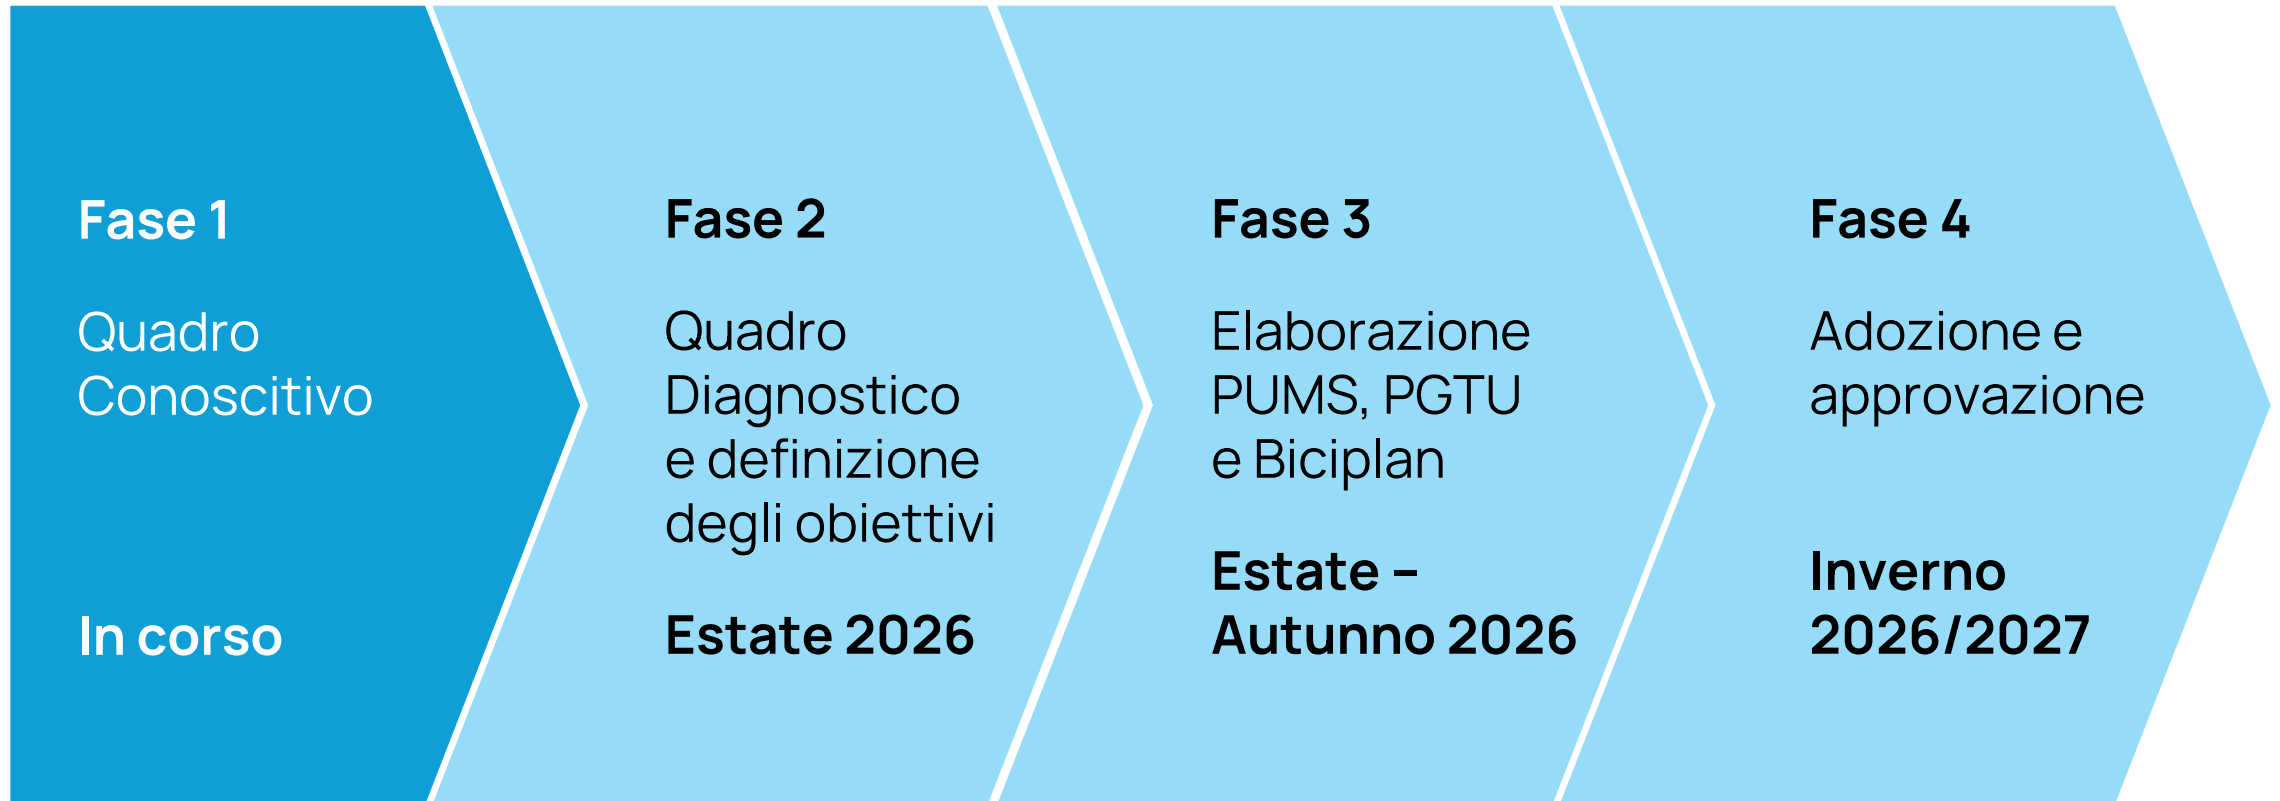 Fase 1
Quadro
Conoscitivo
In corso
Fase 2
Quadro
Diagnostico
e definizione
degli obiettivi
Estate 2026
Fase 3
Elaborazione
PUMS, PGTU
e Biciplan
Estate –
Autunno 2026
Fase 4
Adozione e
approvazione
Inverno
2026/2027